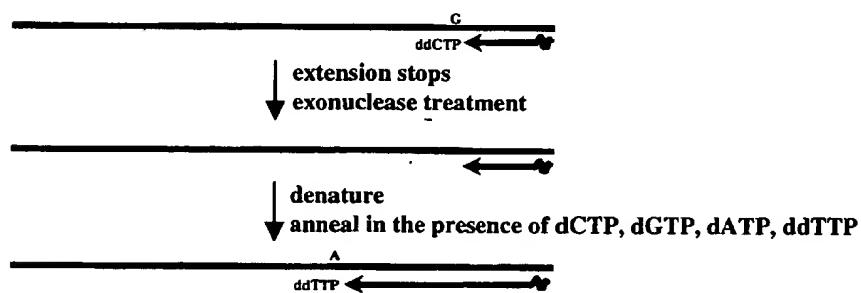 G
ddCTP
extension stops
exonuclease treatment
denature
anneal in the presence of dCTP, dGTP, dATP, ddTTP
A
ddTTP